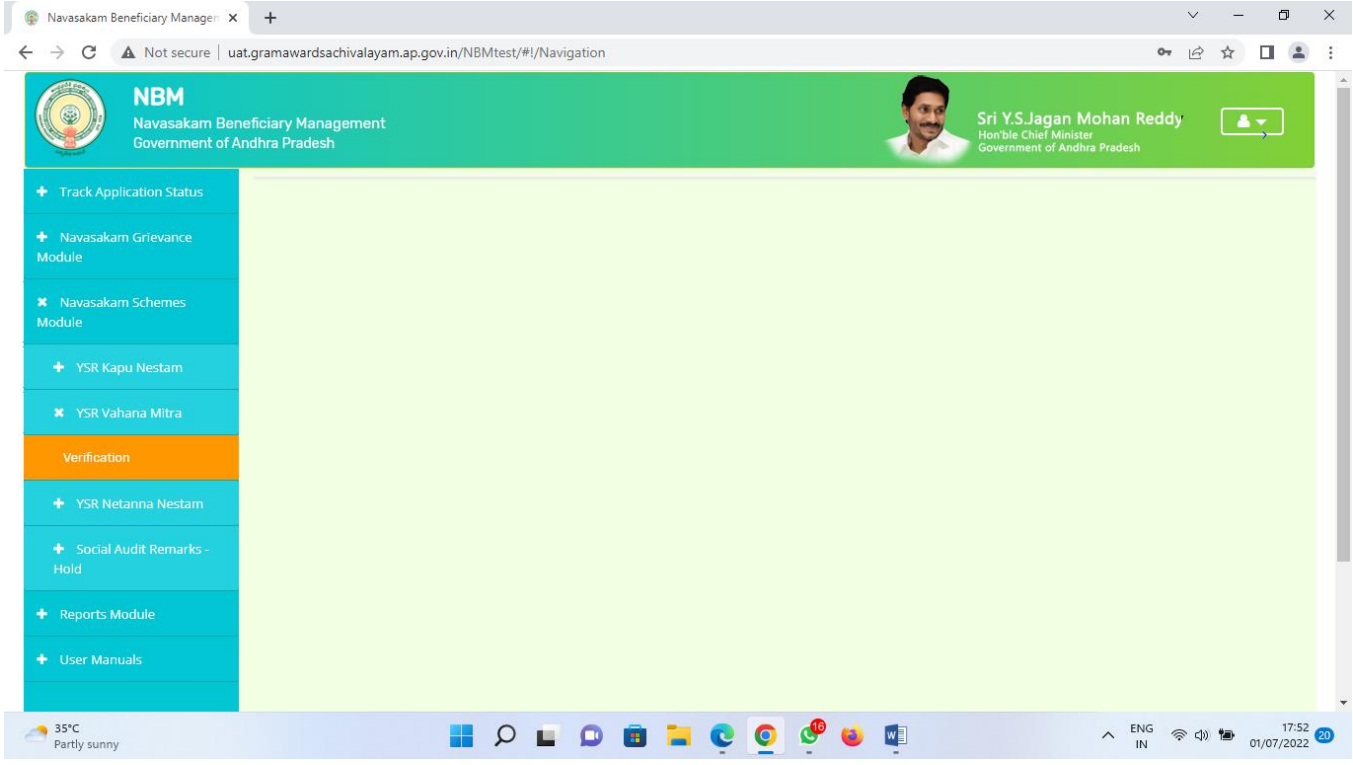 Navasakam Beneficiary Managem
Not secure | uat.gramawardsachivalayam.ap.gov.in/NBMtest/#!/Navigation
NBM
Navasakam Beneficiary Management
Government of Andhra Pradesh
Sri Y.S.Jagan Mohan Reddy
Hon'ble Chief Minister
Government of Andhra Pradesh
Track Application Status
Navasakam Grievance
Module
Navasakam Schemes
Module
YSR Kapu Nestam
YSR Vahana Mitra
Verification
YSR Netanna Nestam
Social Audit Remarks -
Hold
Reports Module
User Manuals
35°C
Partly sunny
16
ENG
IN
17:52
01/07/2022
20